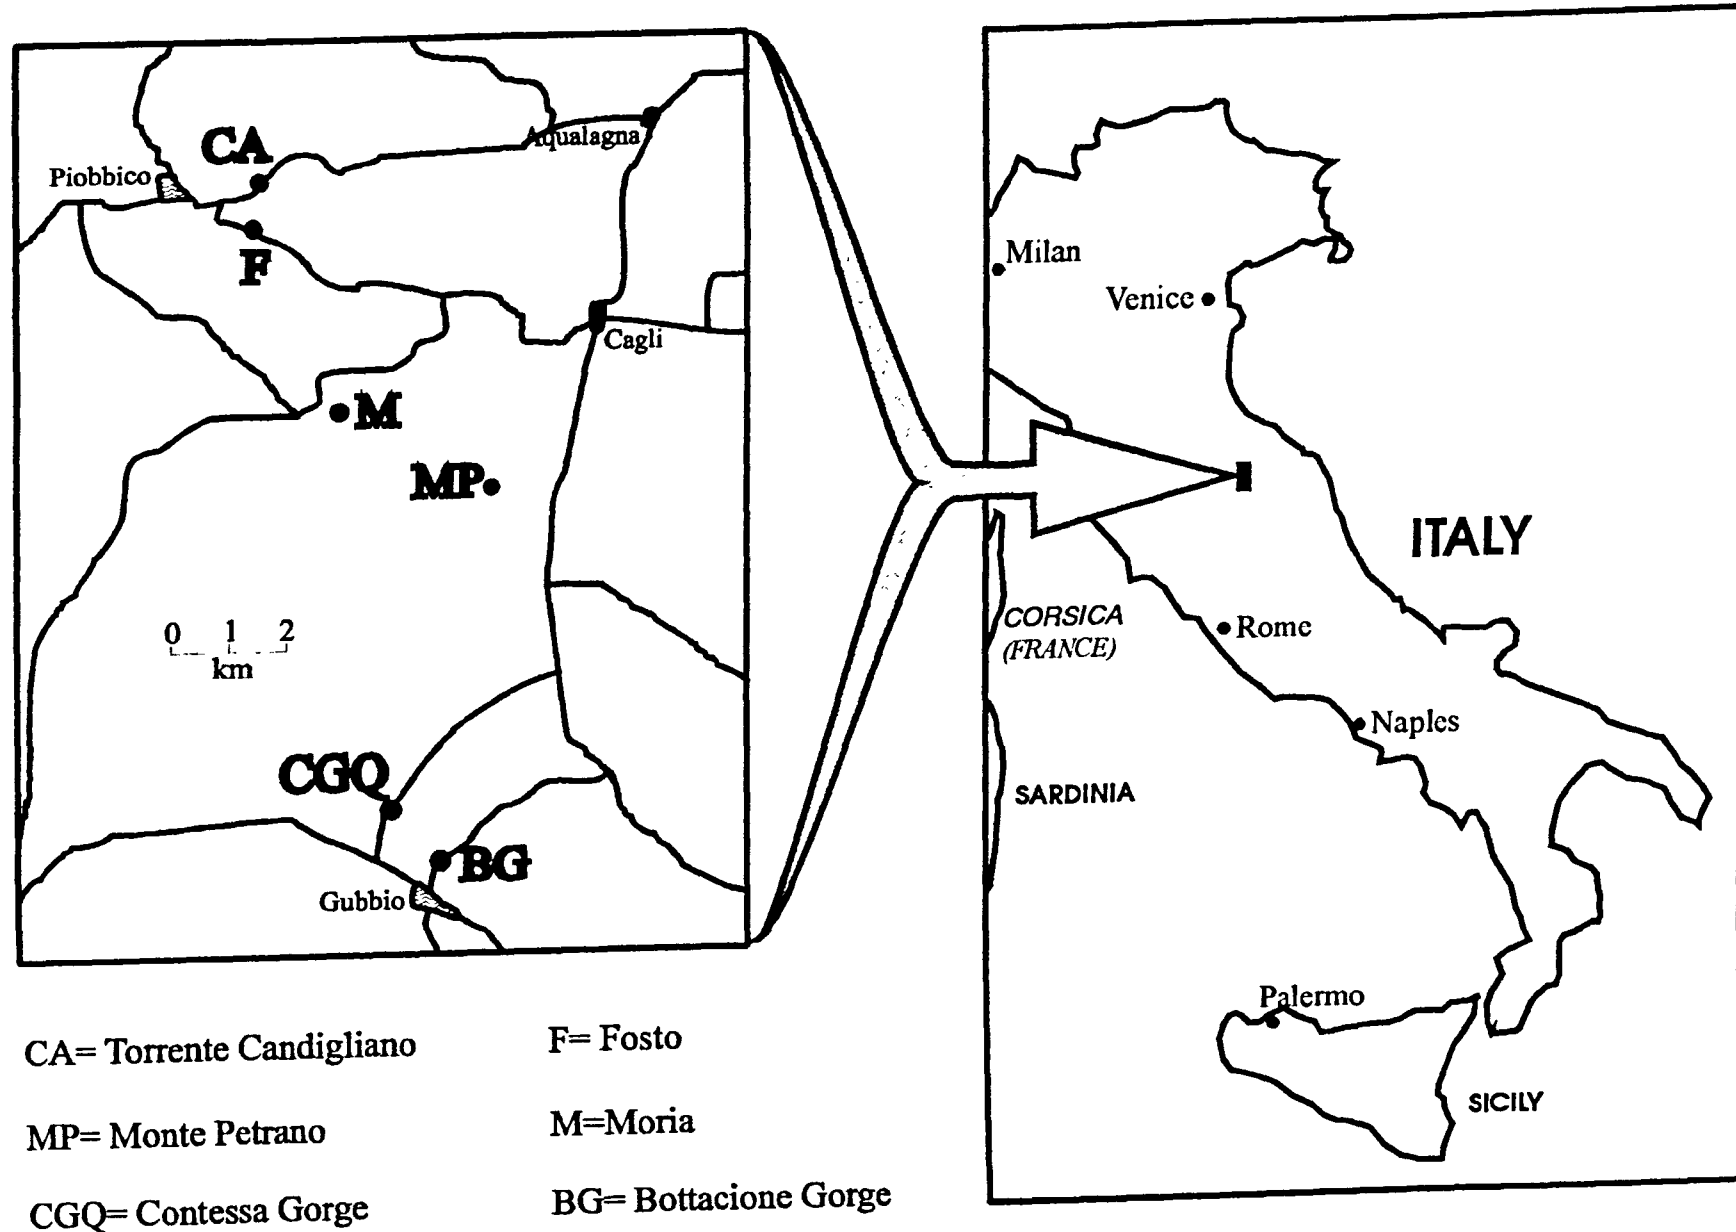 CA
Aqualagna
Piobbico
F
Cagli
M
MP
0 1 2
km
CGQ
BG
Gubbio
Milan
Venice
ITALY
CORSICA
(FRANCE)
Rome
Naples
SARDINIA
Palermo
SICILY
CA= Torrente Candigliano
F= Fosto
MP= Monte Petrano
M=Moria
CGQ= Contessa Gorge
BG= Bottacione Gorge